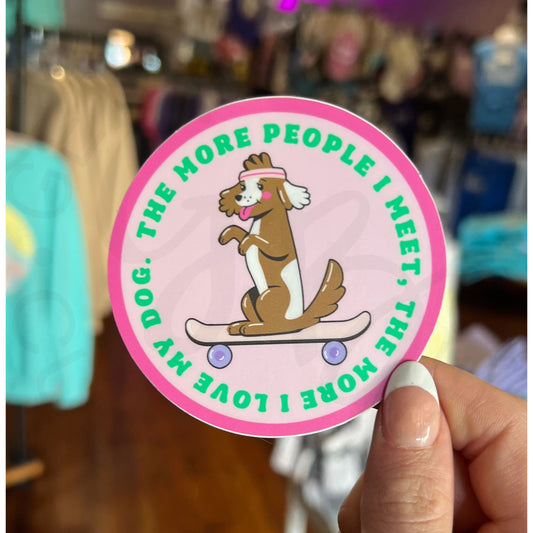 THE MORE PEOPLE I MEET, THE MORE I LOVE MY DOG.